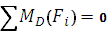 ∑M_D(F_i) = 0